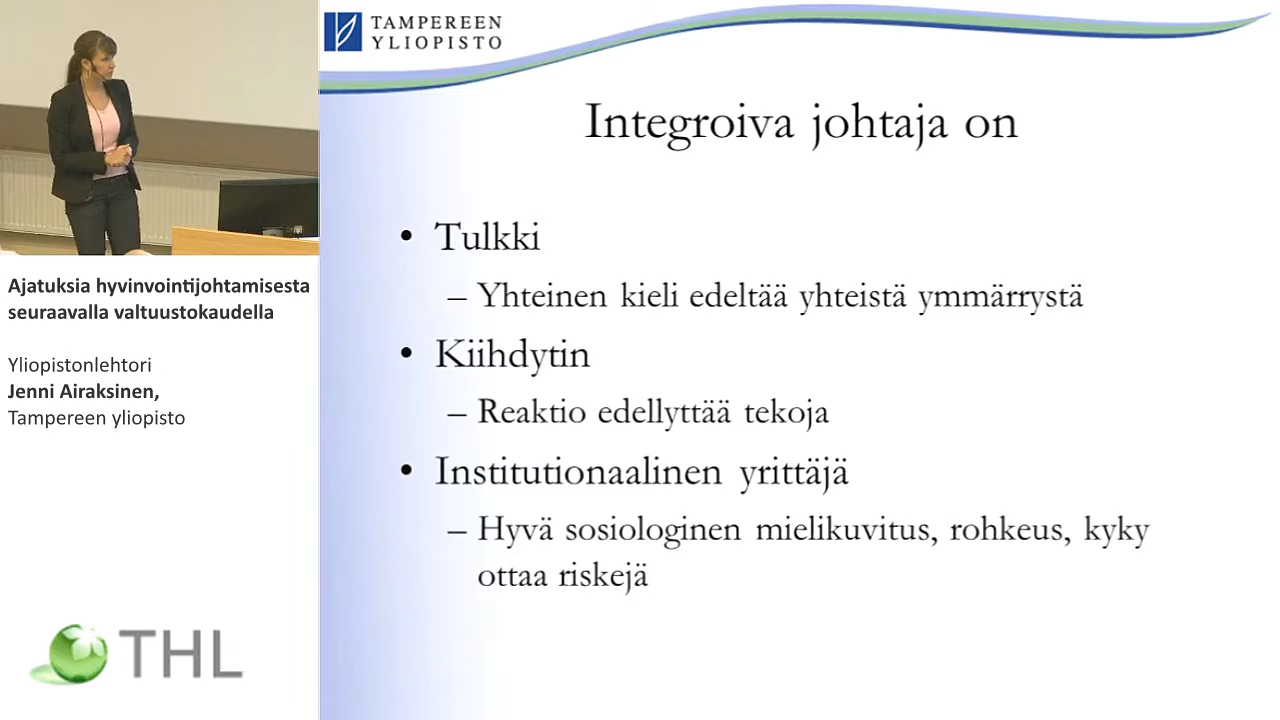 Ajatuksia hyvinvointijohtamisesta
seuraavalla valtuustokaudella
Yliopistonlehtori
Jenni Airaksinen,
Tampereen yliopisto
THL
TAMPEREEN
YLIOPISTO
Integroiva johtaja on
• Tulkki
– Yhteinen kieli edeltää yhteistä ymmärrystä
• Kiihdytin
– Reaktio edellyttää tekoja
• Institutionaalinen yrittäjä
– Hyvä sosiologinen mielikuvitus, rohkeus, kyky
ottaa riskejä